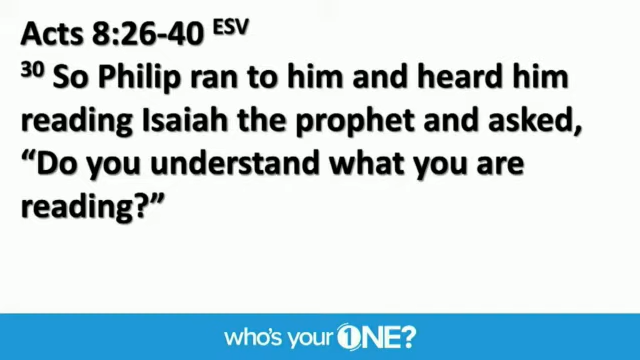 Acts 8:26-40 ESV
30 So Philip ran to him and heard him
reading Isaiah the prophet and asked,
“Do you understand what you are
reading?”
who's your 1NE?